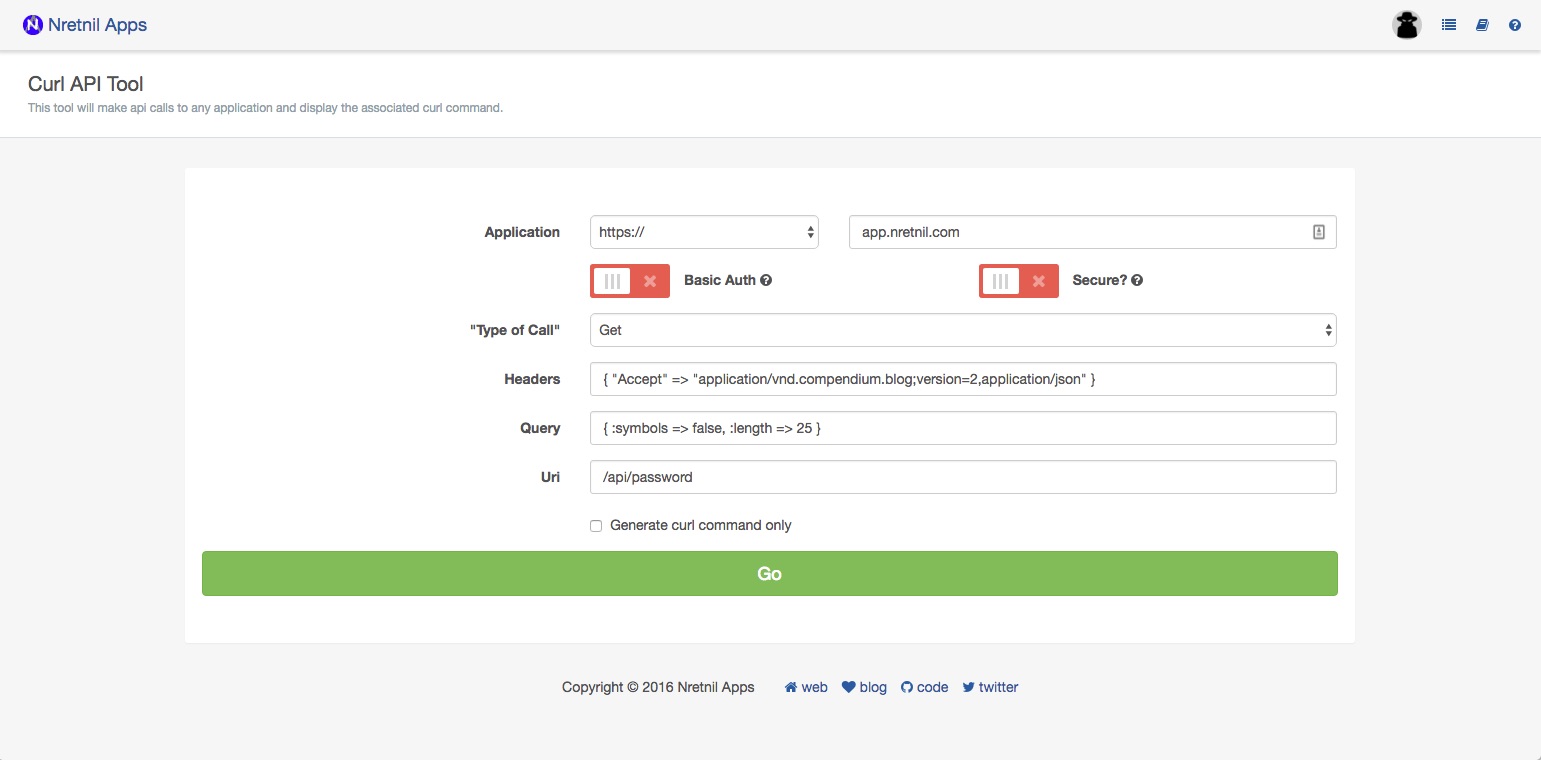 Nretnil Apps
Curl API Tool
This tool will make api calls to any application and display the associated curl command.
Application https:// app.nretnil.com
Basic Auth Secure?
"Type of Call" Get
Headers { "Accept" => "application/vnd.compendium.blog;version=2,application/json" }
Query { :symbols => false, :length => 25 }
Uri /api/password
Generate curl command only
Go
Copyright © 2016 Nretnil Apps web blog code twitter